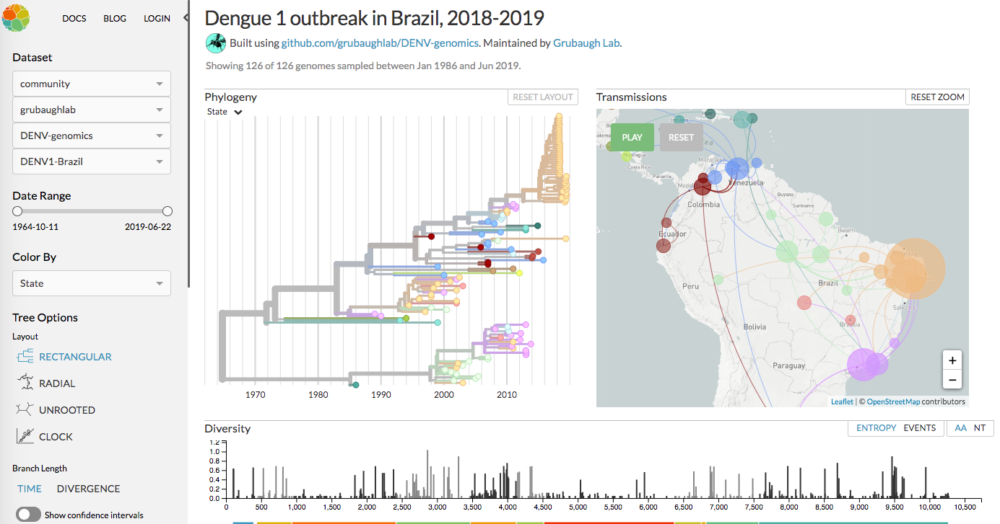 DOCS BLOG LOGIN
Dataset
community
grubaughlab
DENV-genomics
DENV1-Brazil
Date Range
1964-10-11 2019-06-22
Color By
State
Tree Options
Layout
RECTANGULAR
RADIAL
UNROOTED
CLOCK
Branch Length
TIME DIVERGENCE
Show confidence intervals
Dengue 1 outbreak in Brazil, 2018-2019
Built using github.com/grubaughlab/DENV-genomics. Maintained by Grubaugh Lab.
Showing 126 of 126 genomes sampled between Jan 1986 and Jun 2019.
Phylogeny RESET LAYOUT
State
1970 1980 1990 2000 2010
Transmissions RESET ZOOM
PLAY RESET
Nicaragua
Costa Rica
Panama
Venezuela
Colombia
Guyana
Suriname
Ecuador
Belém
Peru
Brazil
Salvador
Brasília
Bolivia
Paraguay
+
−
Leaflet | © OpenStreetMap contributors
Diversity ENTROPY EVENTS AA NT
1.2
1.0
0.8
0.6
0.4
0.2
0.0
0 500 1,000 1,500 2,000 2,500 3,000 3,500 4,000 4,500 5,000 5,500 6,000 6,500 7,000 7,500 8,000 8,500 9,000 9,500 10,000 10,500